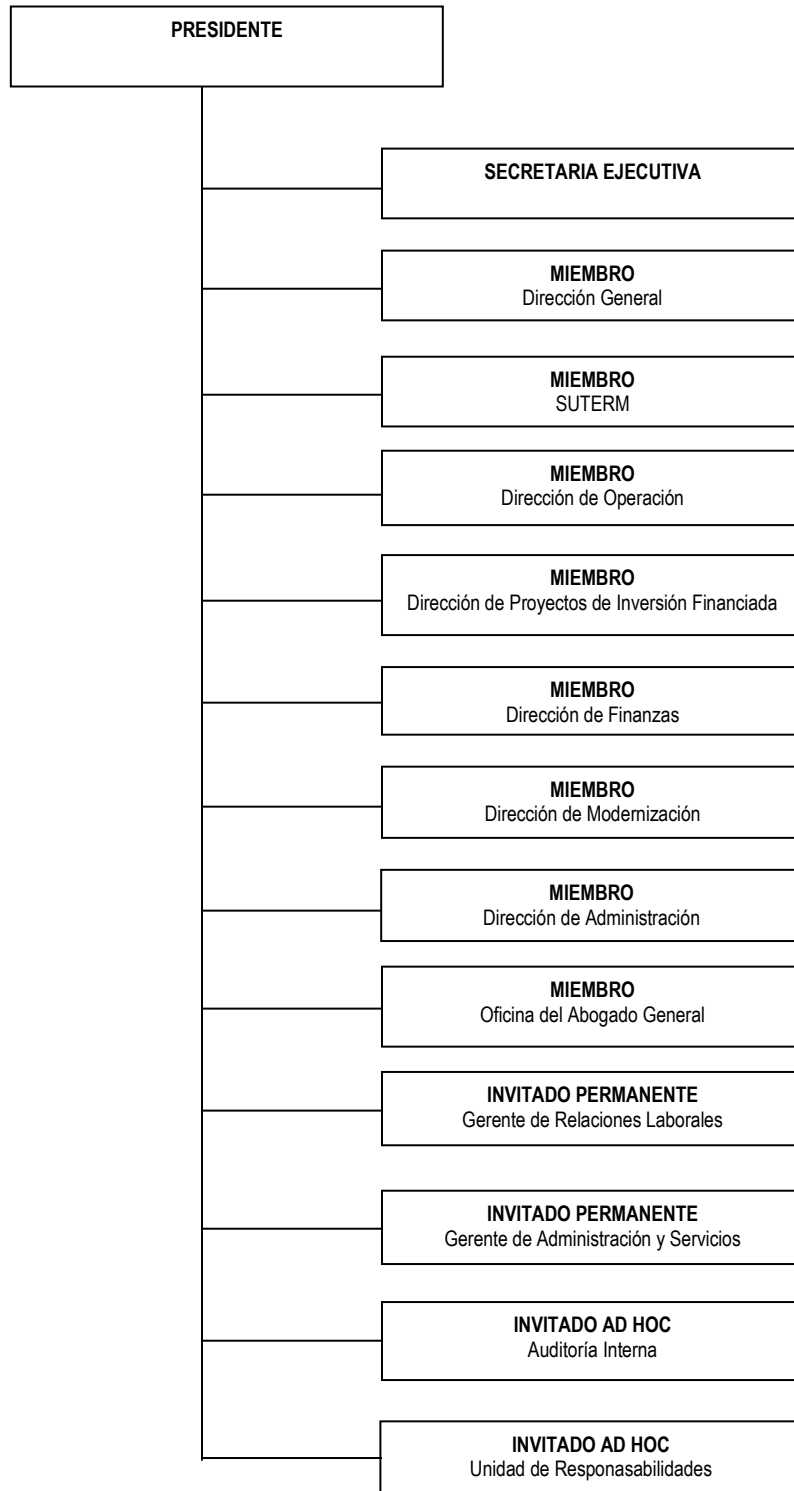 PRESIDENTE
SECRETARIA EJECUTIVA
MIEMBRO
Dirección General
MIEMBRO
SUTERM
MIEMBRO
Dirección de Operación
MIEMBRO
Dirección de Proyectos de Inversión Financiada
MIEMBRO
Dirección de Finanzas
MIEMBRO
Dirección de Modernización
MIEMBRO
Dirección de Administración
MIEMBRO
Oficina del Abogado General
INVITADO PERMANENTE
Gerente de Relaciones Laborales
INVITADO PERMANENTE
Gerente de Administración y Servicios
INVITADO AD HOC
Auditoría Interna
INVITADO AD HOC
Unidad de Responasabilidades